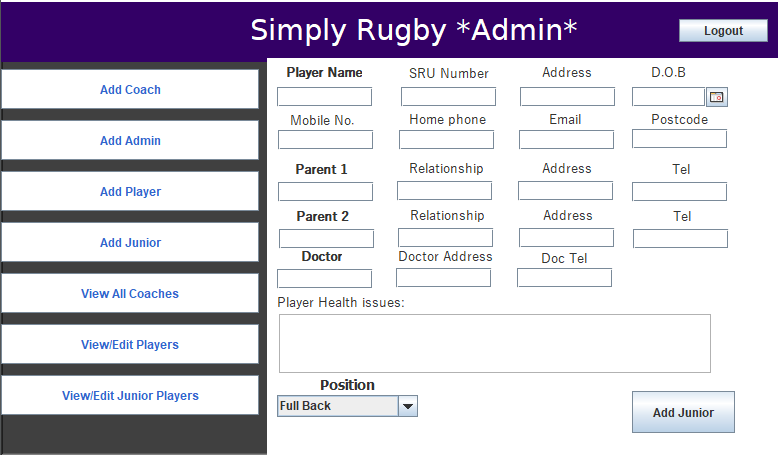 Simply Rugby *Admin*
Logout
Add Coach
Add Admin
Add Player
Add Junior
View All Coaches
View/Edit Players
View/Edit Junior Players
Player Name SRU Number Address D.O.B
Mobile No. Home phone Email Postcode
Parent 1 Relationship Address Tel
Parent 2 Relationship Address Tel
Doctor Doctor Address Doc Tel
Player Health issues:
Position
Full Back
Add Junior